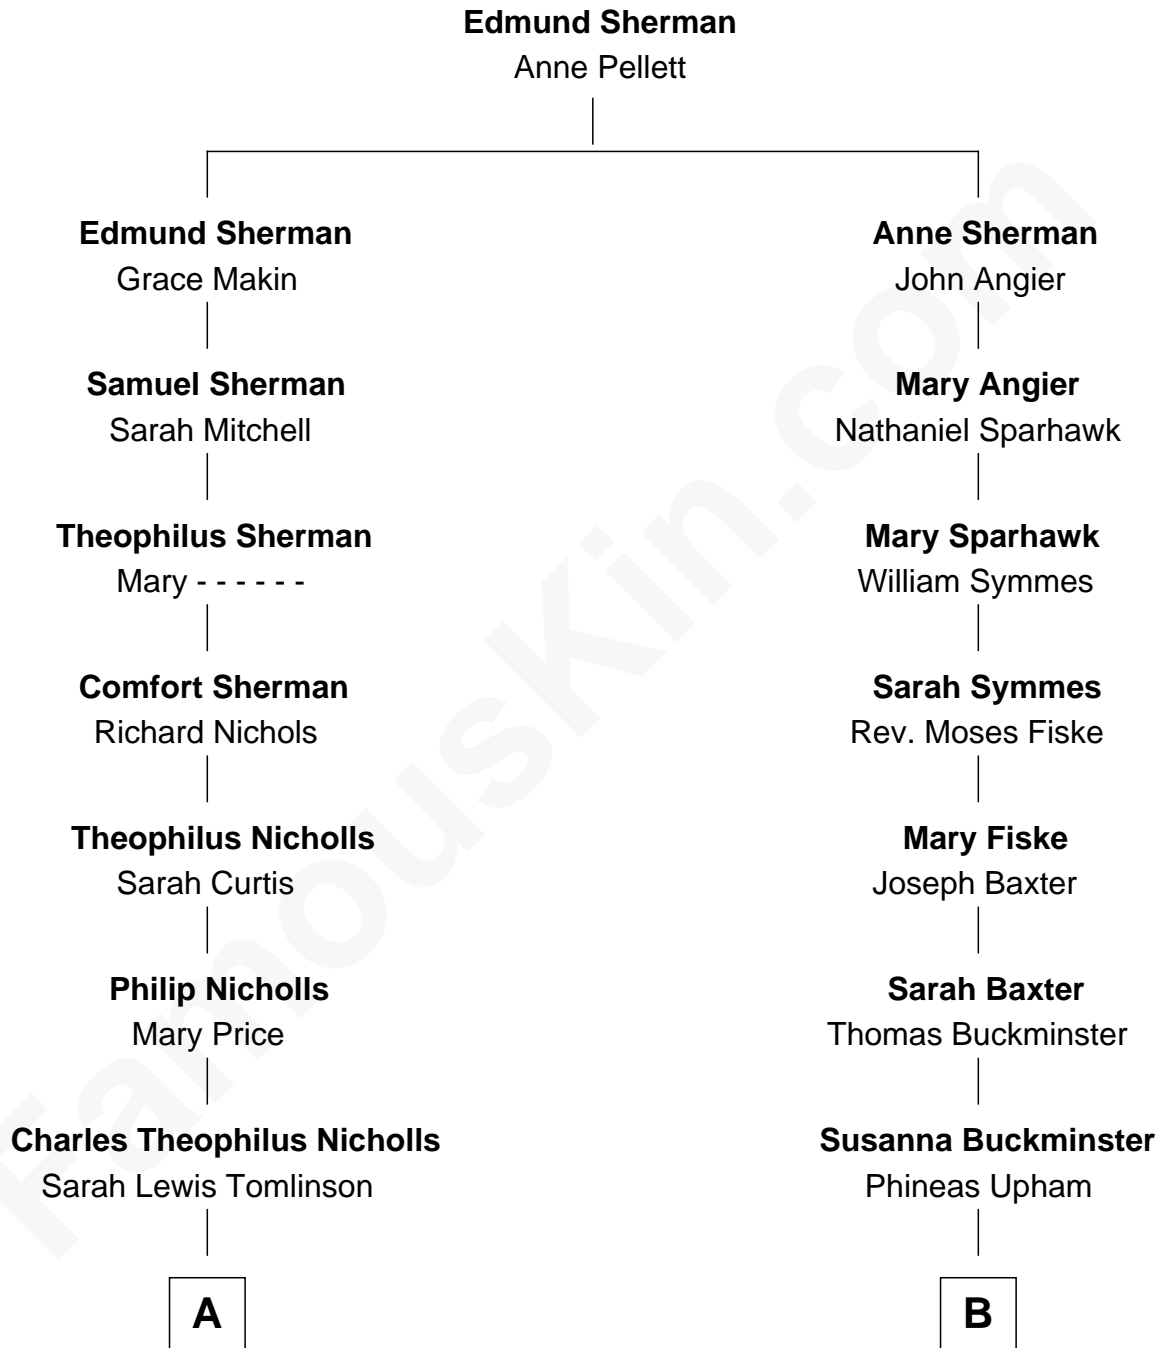 Edmund Sherman
Anne Pellett
Edmund Sherman
Grace Makin
Samuel Sherman
Sarah Mitchell
Theophilus Sherman
Mary - - - - - -
Comfort Sherman
Richard Nichols
Theophilus Nicholls
Sarah Curtis
Philip Nicholls
Mary Price
Charles Theophilus Nicholls
Sarah Lewis Tomlinson
A
Anne Sherman
John Angier
Mary Angier
Nathaniel Sparhawk
Mary Sparhawk
William Symmes
Sarah Symmes
Rev. Moses Fiske
Mary Fiske
Joseph Baxter
Sarah Baxter
Thomas Buckminster
Susanna Buckminster
Phineas Upham
B
FamousKin.com